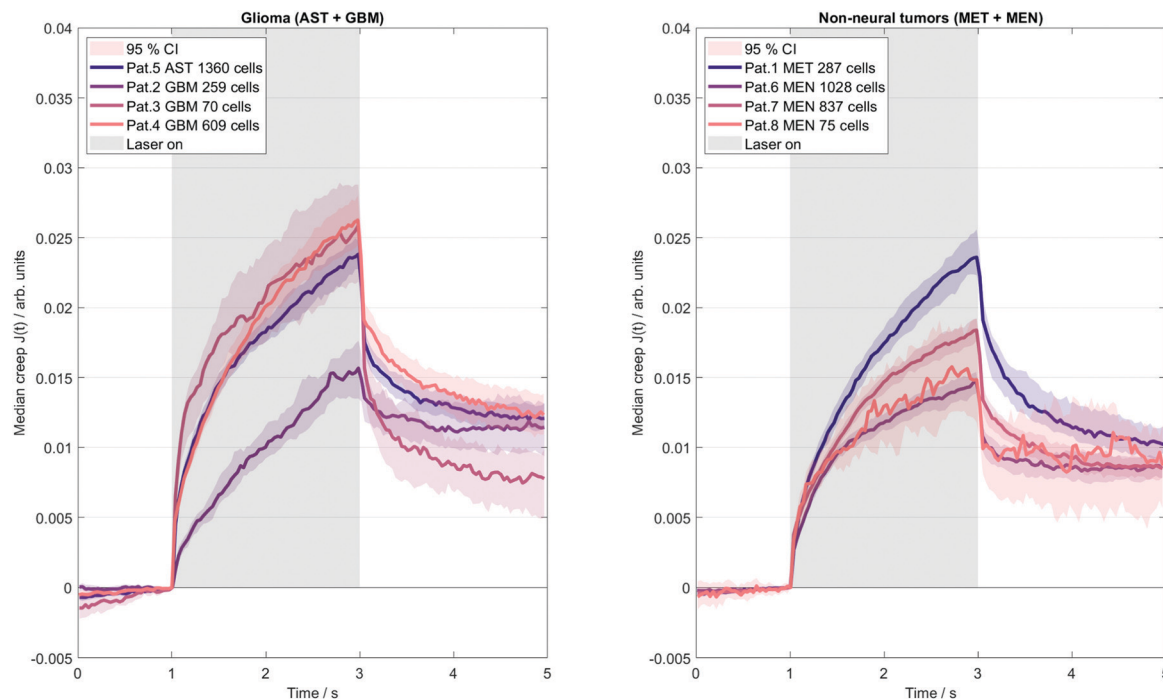 Glioma (AST + GBM)
0.04
0.035
0.03
0.025
0.02
0.015
0.01
0.005
0
-0.005
Median creep J(t) / arb. units
95 % CI
Pat.5 AST 1360 cells
Pat.2 GBM 259 cells
Pat.3 GBM 70 cells
Pat.4 GBM 609 cells
Laser on
0 1 2 3 4 5
Time / s
Non-neural tumors (MET + MEN)
0.04
0.035
0.03
0.025
0.02
0.015
0.01
0.005
0
-0.005
Median creep J(t) / arb. units
95 % CI
Pat.1 MET 287 cells
Pat.6 MEN 1028 cells
Pat.7 MEN 837 cells
Pat.8 MEN 75 cells
Laser on
0 1 2 3 4 5
Time / s